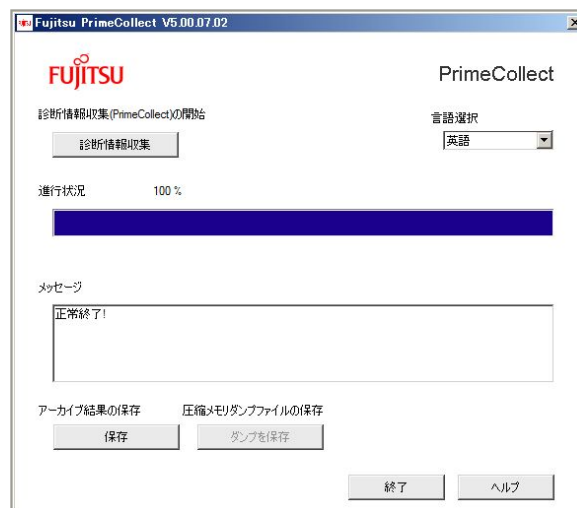 Fujitsu PrimeCollect V5.00.07.02
FUJITSU
PrimeCollect
診断情報収集(PrimeCollect)の開始
言語選択
診断情報収集
英語
進行状況 100 %
メッセージ
正常終了!
アーカイブ結果の保存 圧縮メモリダンプファイルの保存
保存 ダンプを保存
終了 ヘルプ